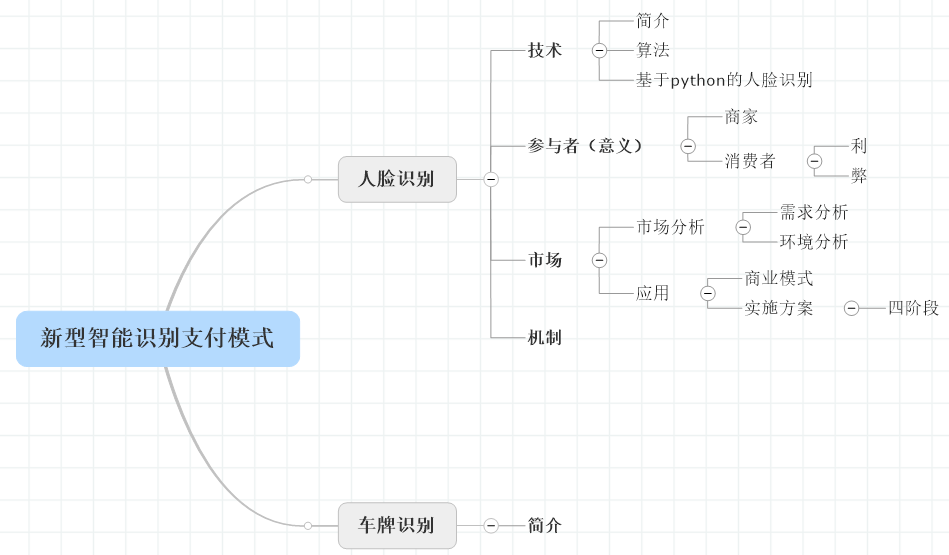 简介
技术
算法
基于python的人脸识别
商家
参与者（意义）
利
消费者
弊
人脸识别
需求分析
市场分析
环境分析
市场
商业模式
应用
实施方案
四阶段
新型智能识别支付模式
机制
车牌识别
简介